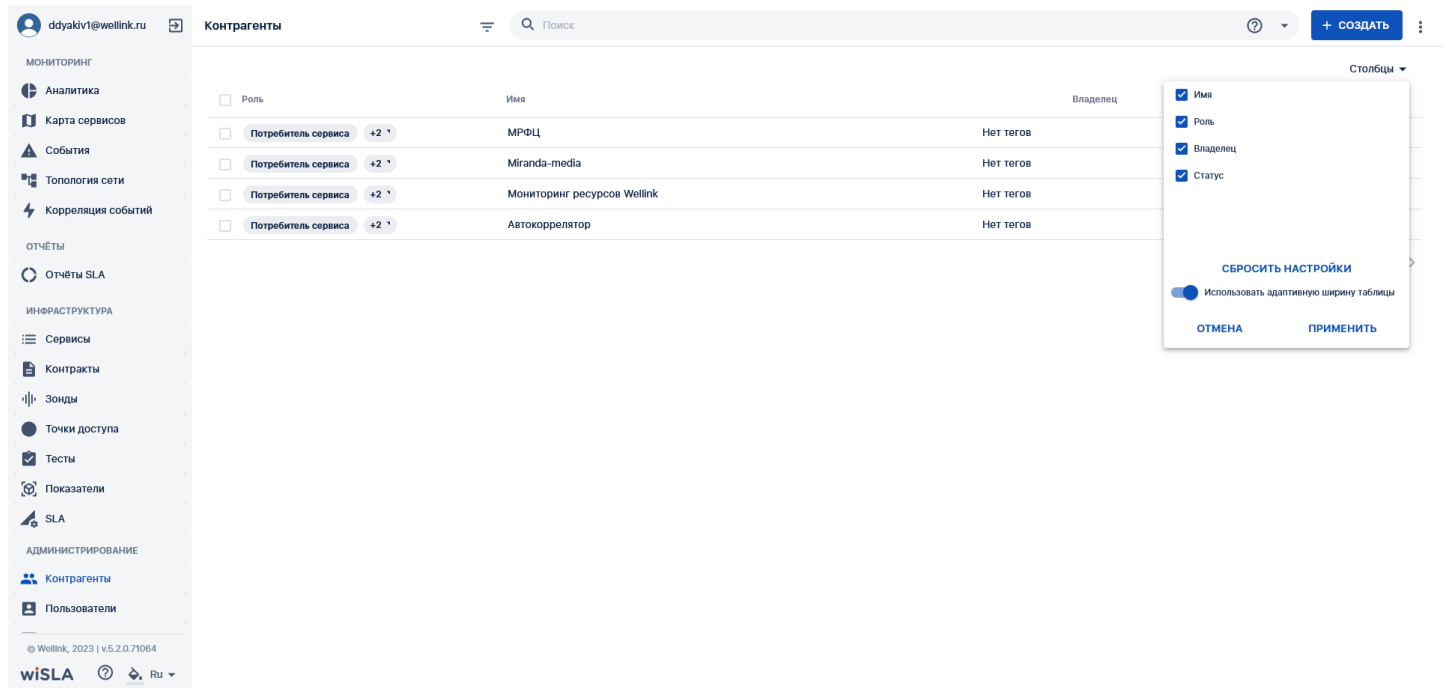 ddyakiv1@wellink.ru
МОНИТОРИНГ
Аналитика
Карта сервисов
События
Топология сети
Корреляция событий
ОТЧЁТЫ
Отчёты SLA
ИНФРАСТРУКТУРА
Сервисы
Контракты
Зонды
Точки доступа
Тесты
Показатели
SLA
АДМИНИСТРИРОВАНИЕ
Контрагенты
Пользователи
© Wellink, 2023 | v.5.2.0.71064
wiSLA Ru
Контрагенты Поиск + СОЗДАТЬ
Столбцы
Роль Имя Владелец
Потребитель сервиса +2 МРФЦ Нет тегов
Потребитель сервиса +2 Miranda-media Нет тегов
Потребитель сервиса +2 Мониторинг ресурсов Wellink Нет тегов
Потребитель сервиса +2 Автокоррелятор Нет тегов
Имя
Роль
Владелец
Статус
СБРОСИТЬ НАСТРОЙКИ
Использовать адаптивную ширину таблицы
ОТМЕНА ПРИМЕНИТЬ